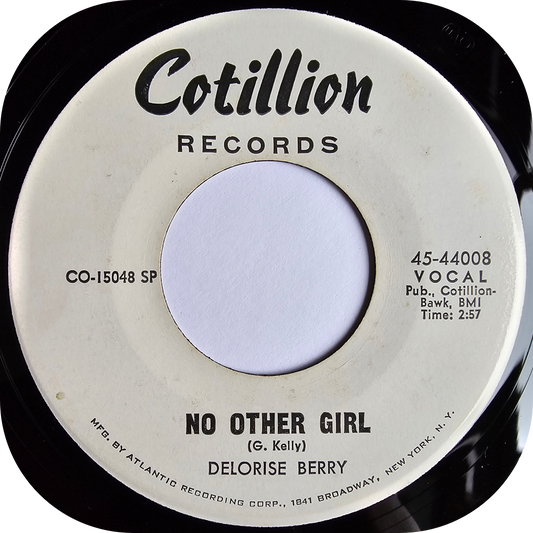 Cotillion
RECORDS
CO-15048 SP
45-44008
VOCAL
Pub., Cotillion-
Bawk, BMI
Time: 2:57
NO OTHER GIRL
(G. Kelly)
DELORISE BERRY
MFG. BY ATLANTIC RECORDING CORP., 1841 BROADWAY, NEW YORK, N. Y.